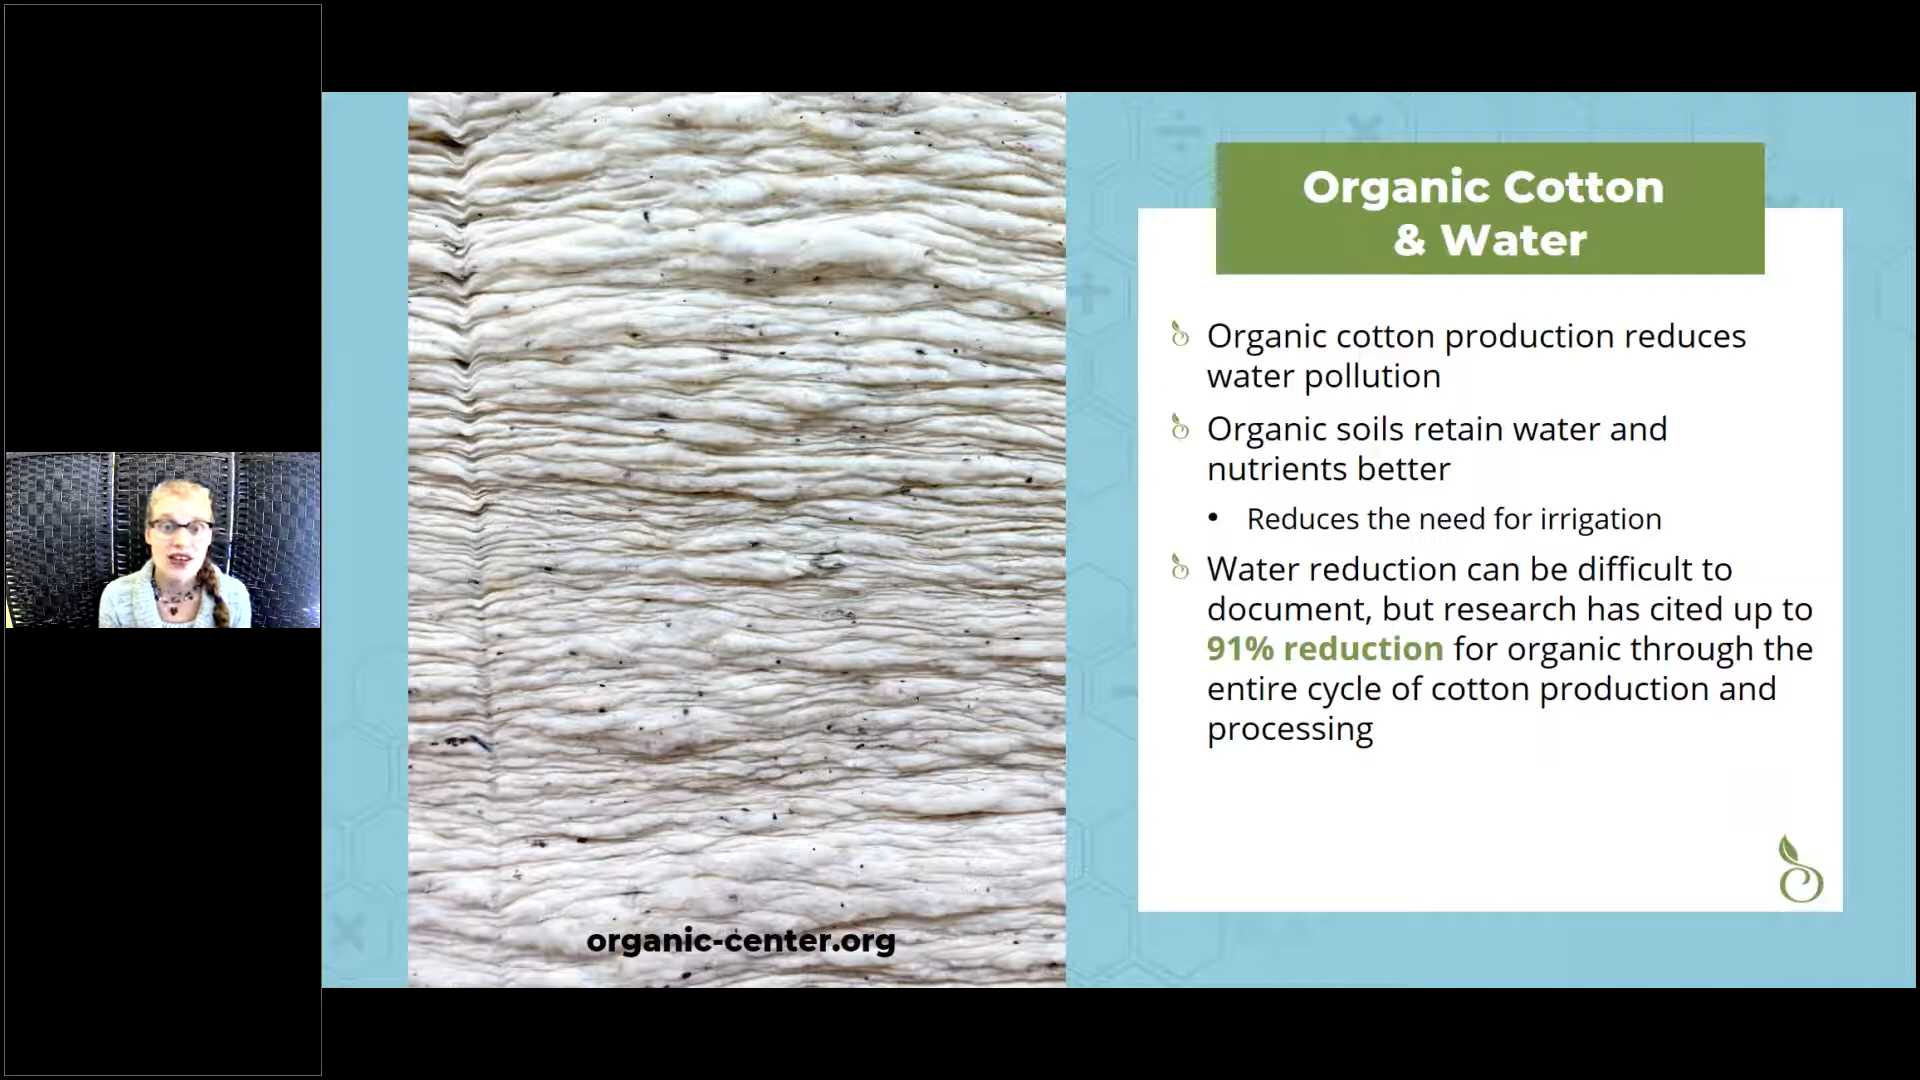 Organic Cotton
& Water
Organic cotton production reduces
water pollution
Organic soils retain water and
nutrients better
• Reduces the need for irrigation
Water reduction can be difficult to
document, but research has cited up to
91% reduction for organic through the
entire cycle of cotton production and
processing
organic-center.org